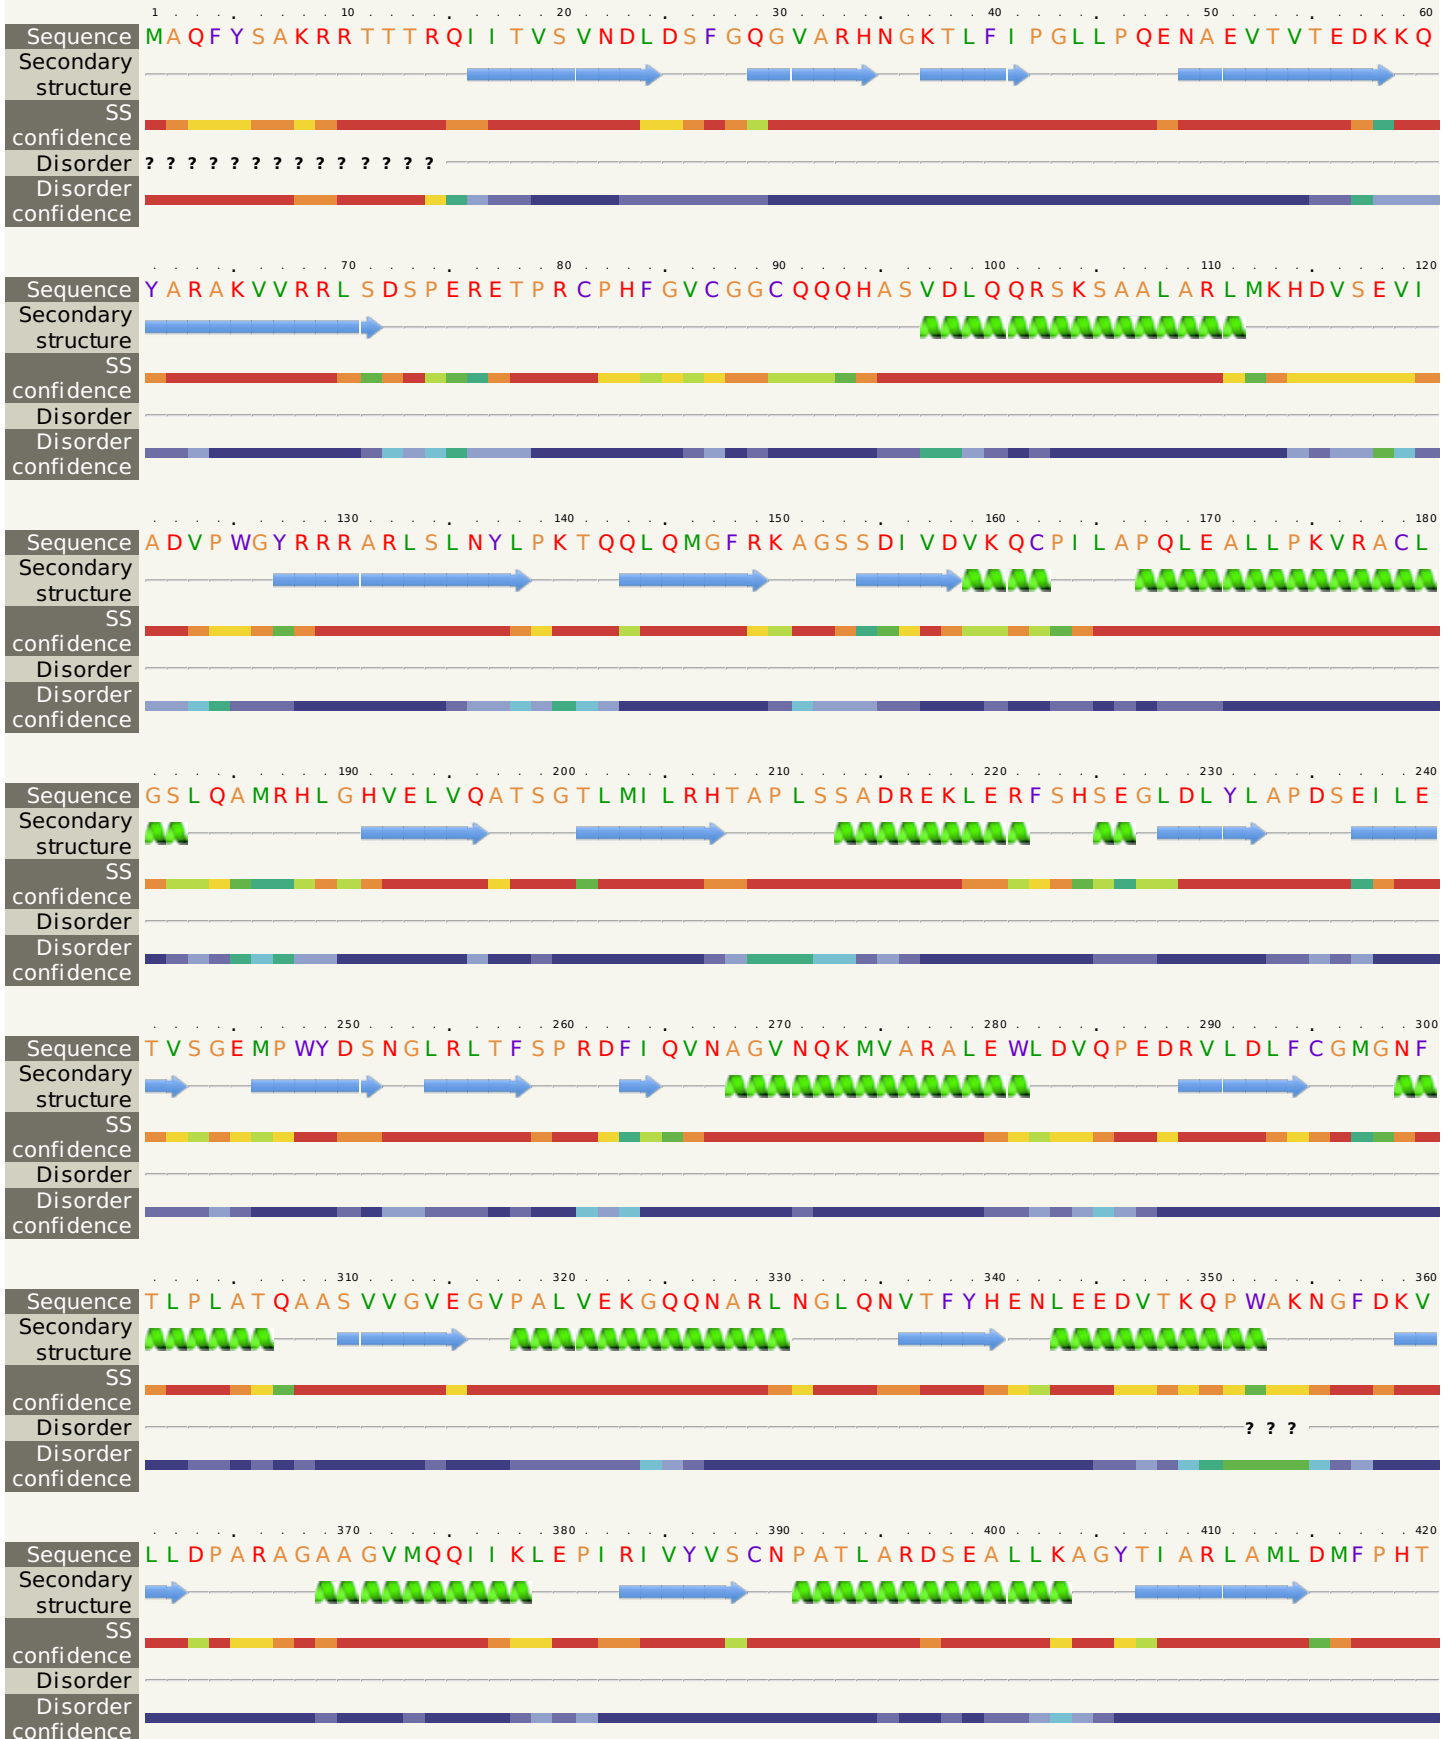 1 10 20 30 40 50 60
Sequence MAQFYSAKRRTTTRQIITVSVNDLDSFGQGVARHNGKTLFIPGLLPQENAEVTVTEDKKQ
Secondary
structure
SS
confidence
Disorder ? ? ? ? ? ? ? ? ? ? ? ? ? ?
Disorder
confidence
70 80 90 100 110 120
Sequence YARAKVVRRLSDSPERETPRCPHFGVCGGCQQQHASVDLQQRSKSAALARLMKHDVSEVI
Secondary
structure
SS
confidence
Disorder
Disorder
confidence
130 140 150 160 170 180
Sequence ADVPWGYRRRARLSLNYLPKTQQLQMGFRKAGSSDIVDVKQCPILAPQLEALLPKVRACL
Secondary
structure
SS
confidence
Disorder
Disorder
confidence
190 200 210 220 230 240
Sequence GSLQAMRHLGHVELVQATSGTLMILRHTAPLSSADREKLERFSHSEGLDLYLAPDSEILE
Secondary
structure
SS
confidence
Disorder
Disorder
confidence
250 260 270 280 290 300
Sequence TVSGEMPWYDSNGLRLTFSPRDFIQVNAGVNQKMVARALEWLDVQPEDRVLDLFCGMGNF
Secondary
structure
SS
confidence
Disorder
Disorder
confidence
310 320 330 340 350 360
Sequence TLPLATQAASVVGVEGVPALVEKGQQNARLNGLQNVTFYHENLEEDVTKQPWAKNGFDKV
Secondary
structure
SS
confidence
Disorder ? ? ?
Disorder
confidence
370 380 390 400 410 420
Sequence LLDPARAGAAGVMQQIIKLEPIRIVYVSCNPATLARDSEALLKAGYTIARLAMLDMFPHT
Secondary
structure
SS
confidence
Disorder
Disorder
confidence